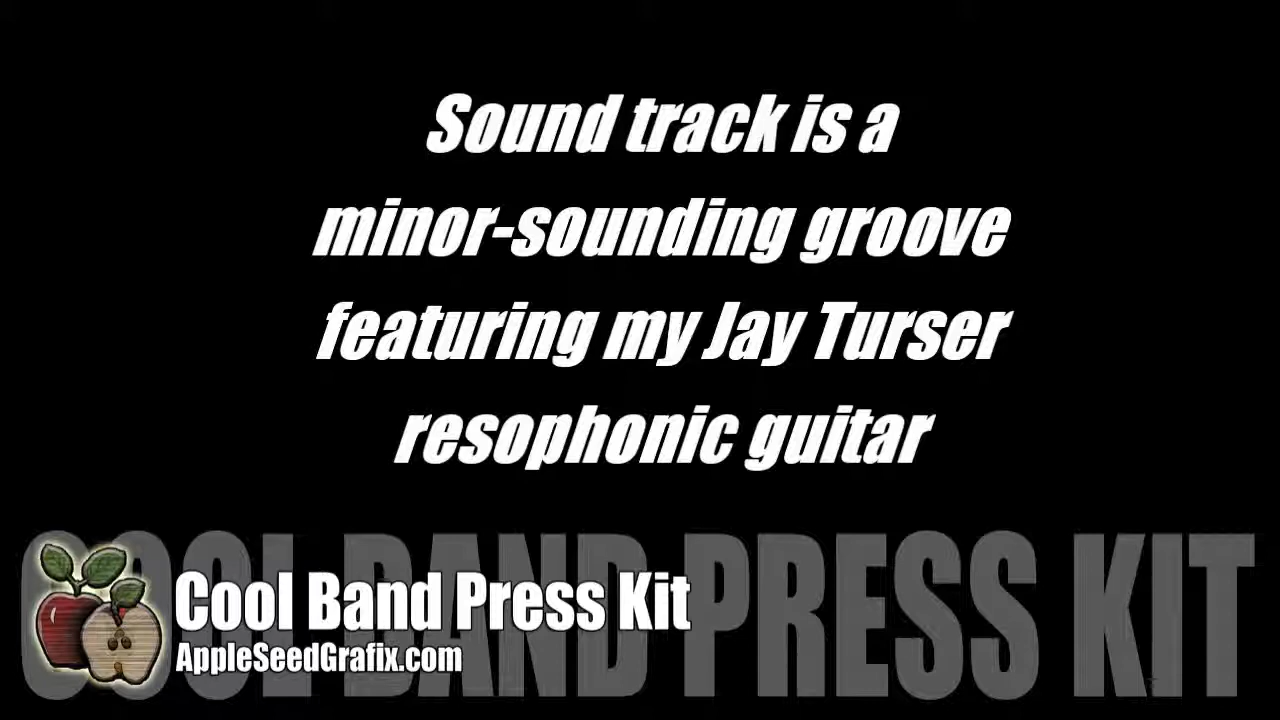 Sound track is a
minor-sounding groove
featuring my Jay Turser
resophonic guitar
COOL BAND PRESS KIT
Cool Band Press Kit
AppleSeedGrafix.com